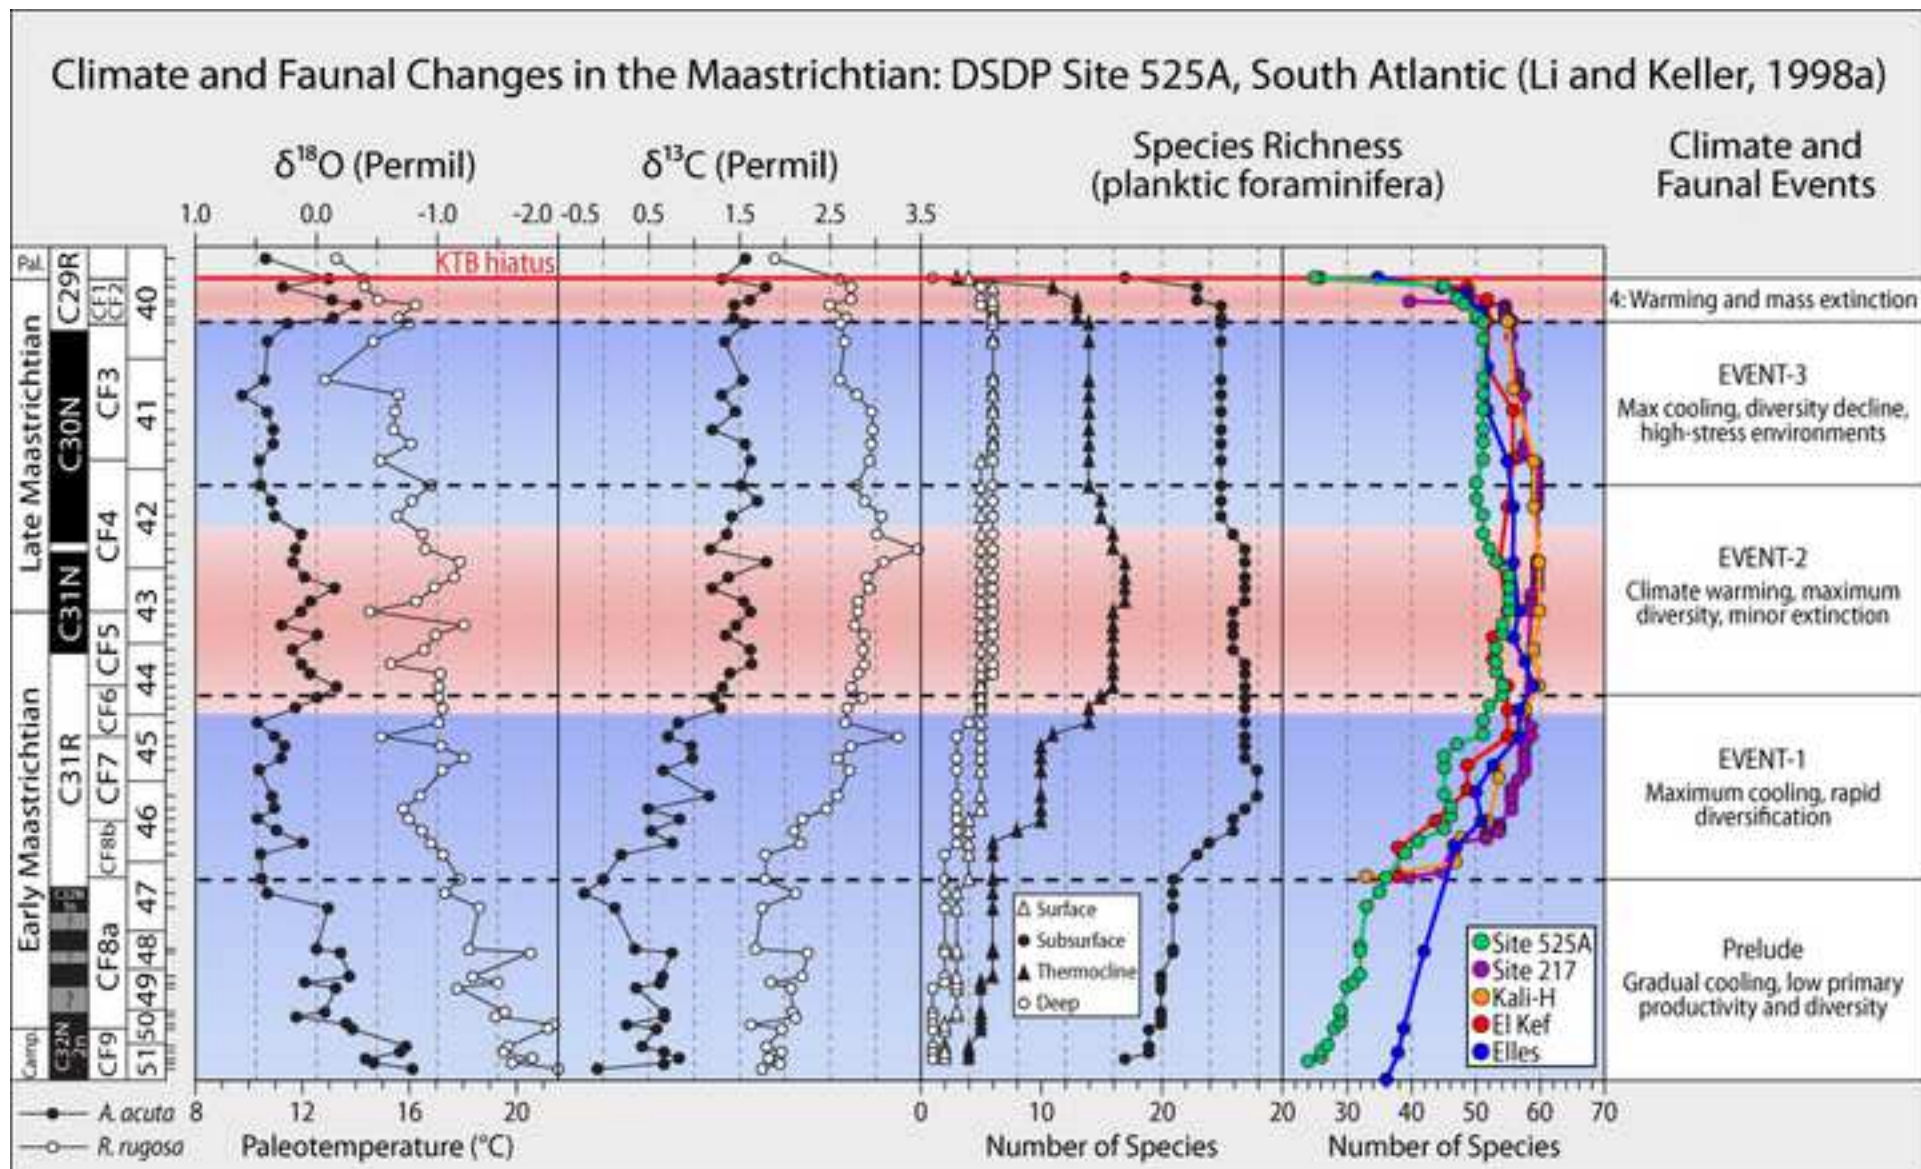 Climate and Faunal Changes in the Maastrichtian: DSDP Site 525A, South Atlantic (Li and Keller, 1998a)
δ18O (Permil)
δ13C (Permil)
Species Richness
(planktic foraminifera)
Climate and
Faunal Events
1.0 0.0 -1.0 -2.0 -0.5 0.5 1.5 2.5 3.5
KTB hiatus
Pal.
Late Maastrichtian
Early Maastrichtian
Camp.
C29R
C30N
C31N
C31R
C32N
2n
CF1
CF2
CF3
CF4
CF5
CF6
CF7
CF8b
CF8a
CF9
40
41
42
43
44
45
46
47
48
49
50
51
4: Warming and mass extinction
EVENT-3
Max cooling, diversity decline,
high-stress environments
EVENT-2
Climate warming, maximum
diversity, minor extinction
EVENT-1
Maximum cooling, rapid
diversification
Prelude
Gradual cooling, low primary
productivity and diversity
Surface
Subsurface
Thermocline
Deep
Site 525A
Site 217
Kali-H
El Kef
Elles
A. acuta
R. rugosa
8 12 16 20
Paleotemperature (°C)
0 10 20
Number of Species
20 30 40 50 60 70
Number of Species